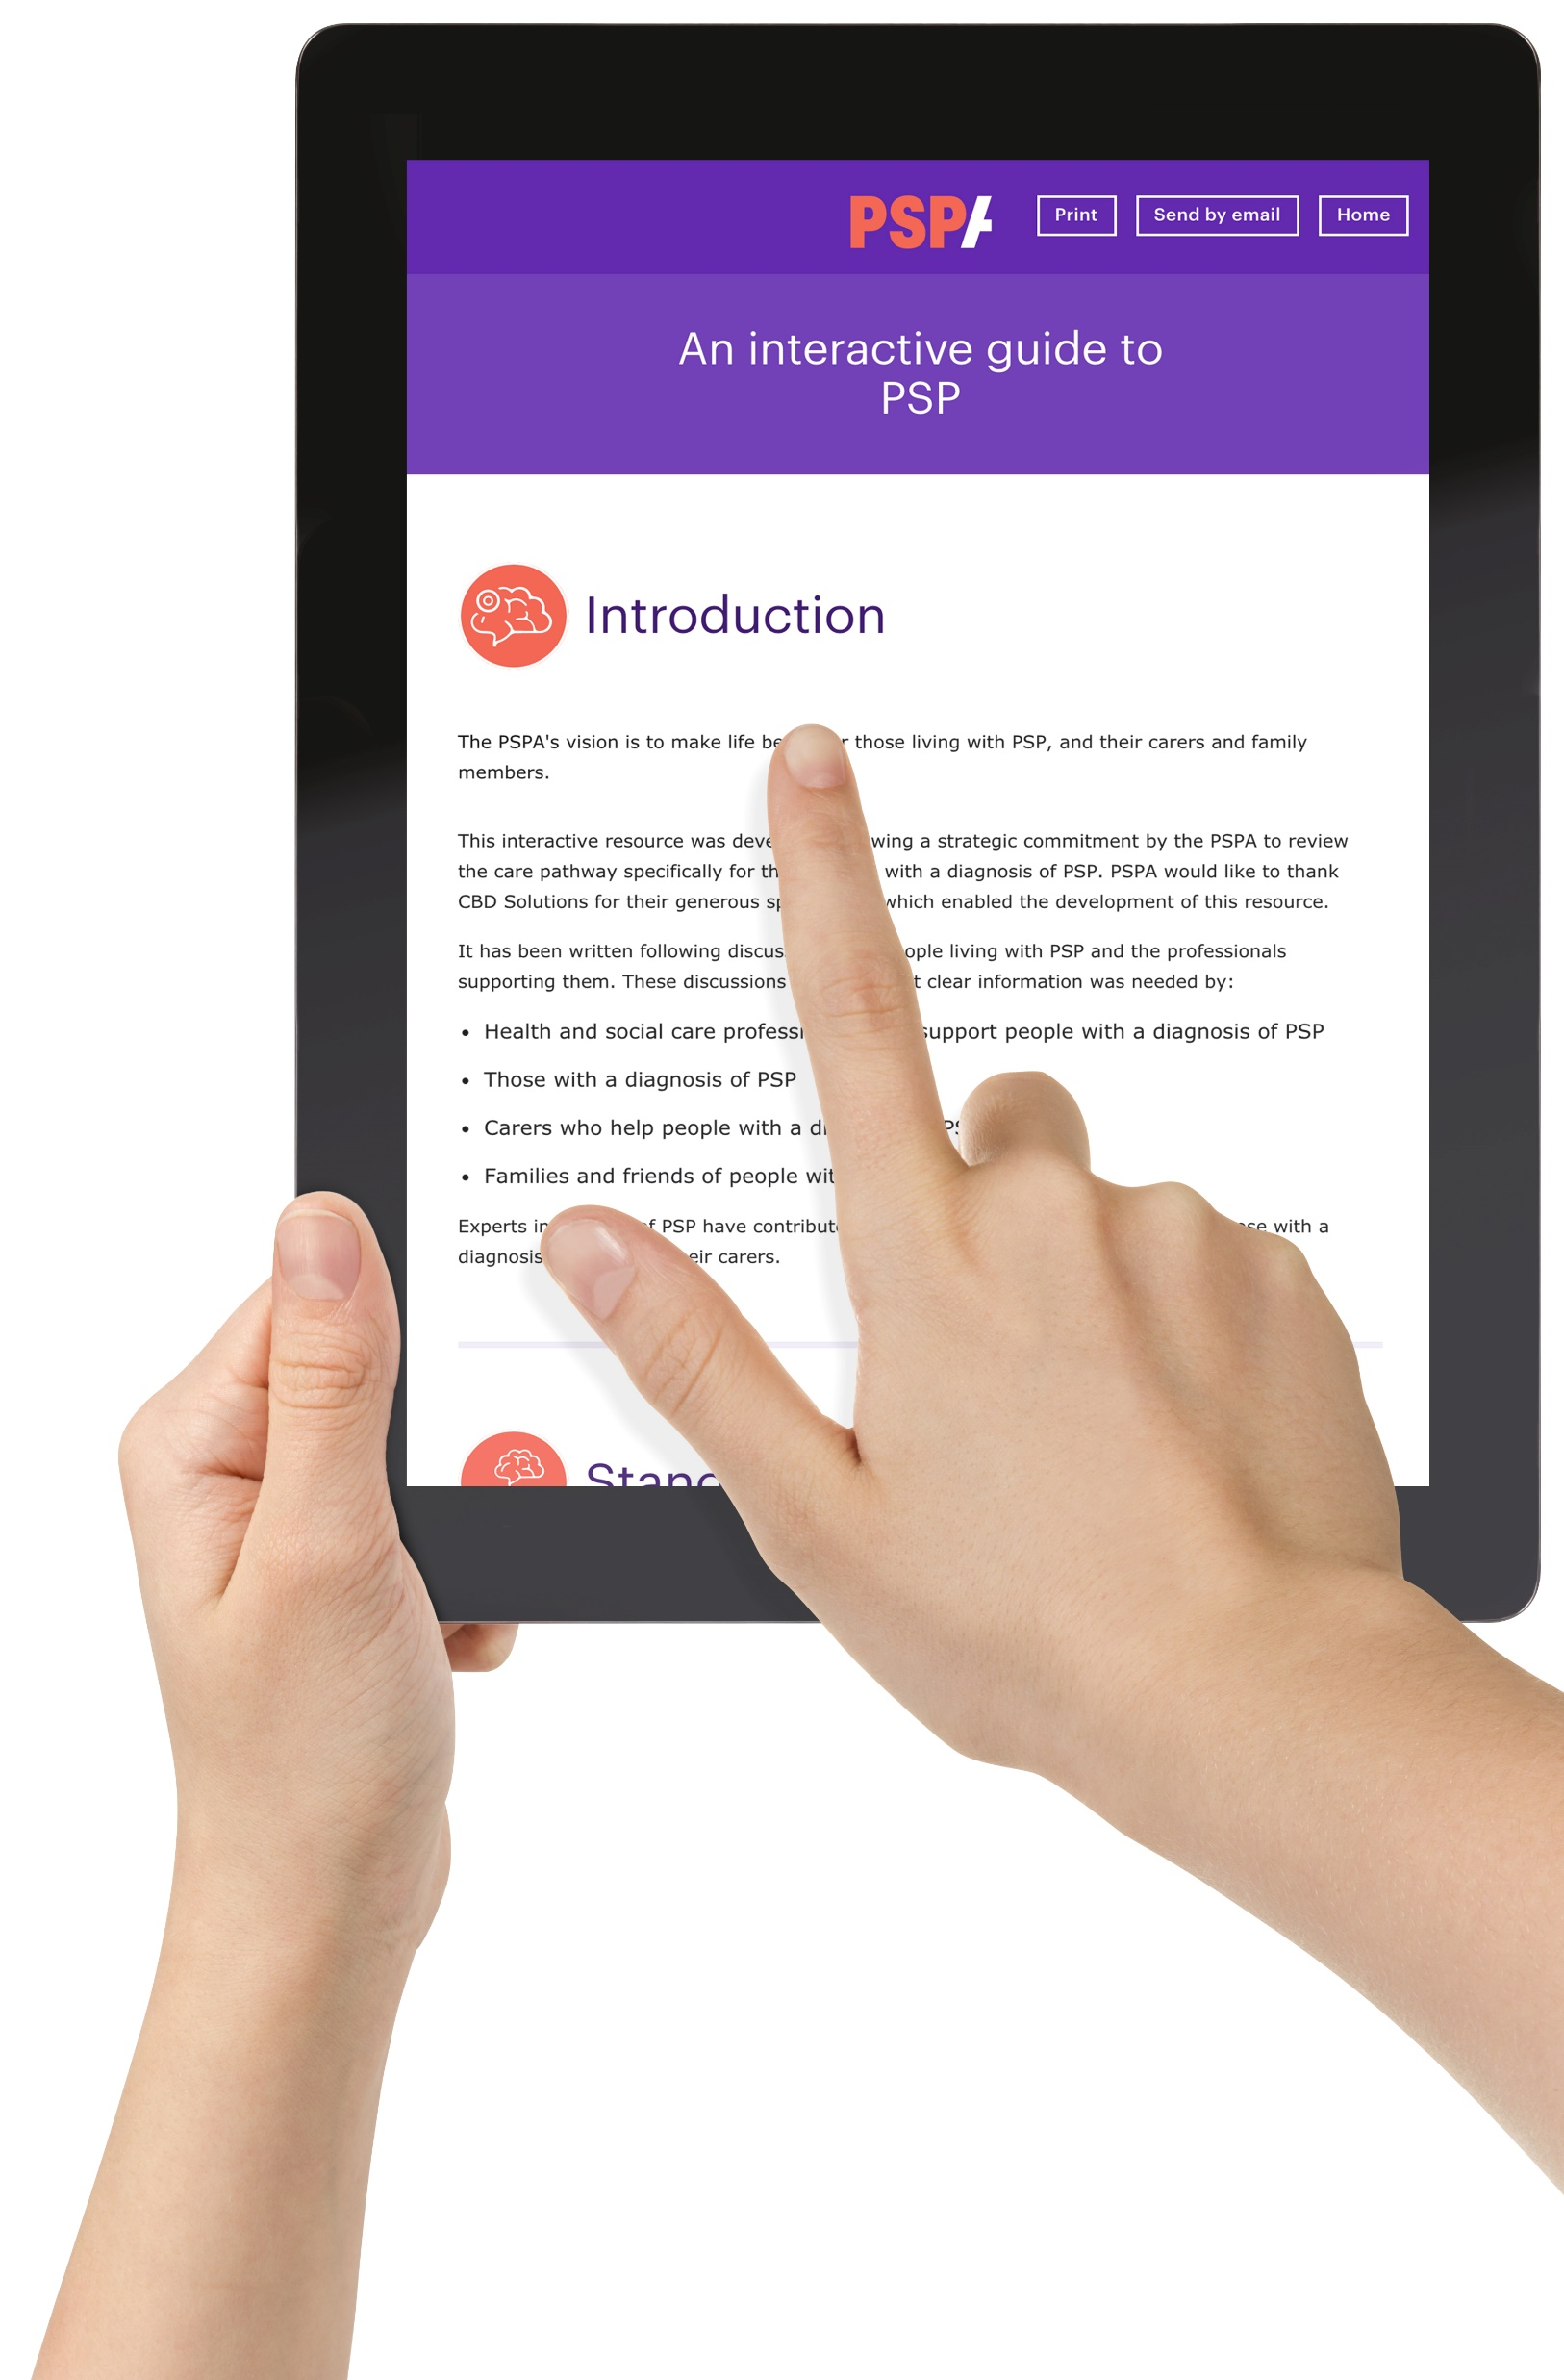 PSPA
Print
Send by email
Home
An interactive guide to
PSP
Introduction
The PSPA's vision is to make life those living with PSP, and their carers and family
members.
This interactive resource was a strategic commitment by the PSPA to review
the care pathway specifically for with a diagnosis of PSP. PSPA would like to thank
CBD Solutions for their generous which enabled the development of this resource.
It has been written following living with PSP and the professionals
supporting them. These discussions clear information was needed by:
• Health and social care support people with a diagnosis of PSP
• Those with a diagnosis of PSP
• Carers who help people with a
• Families and friends of people
Experts PSP have with a
diagnosis carers.